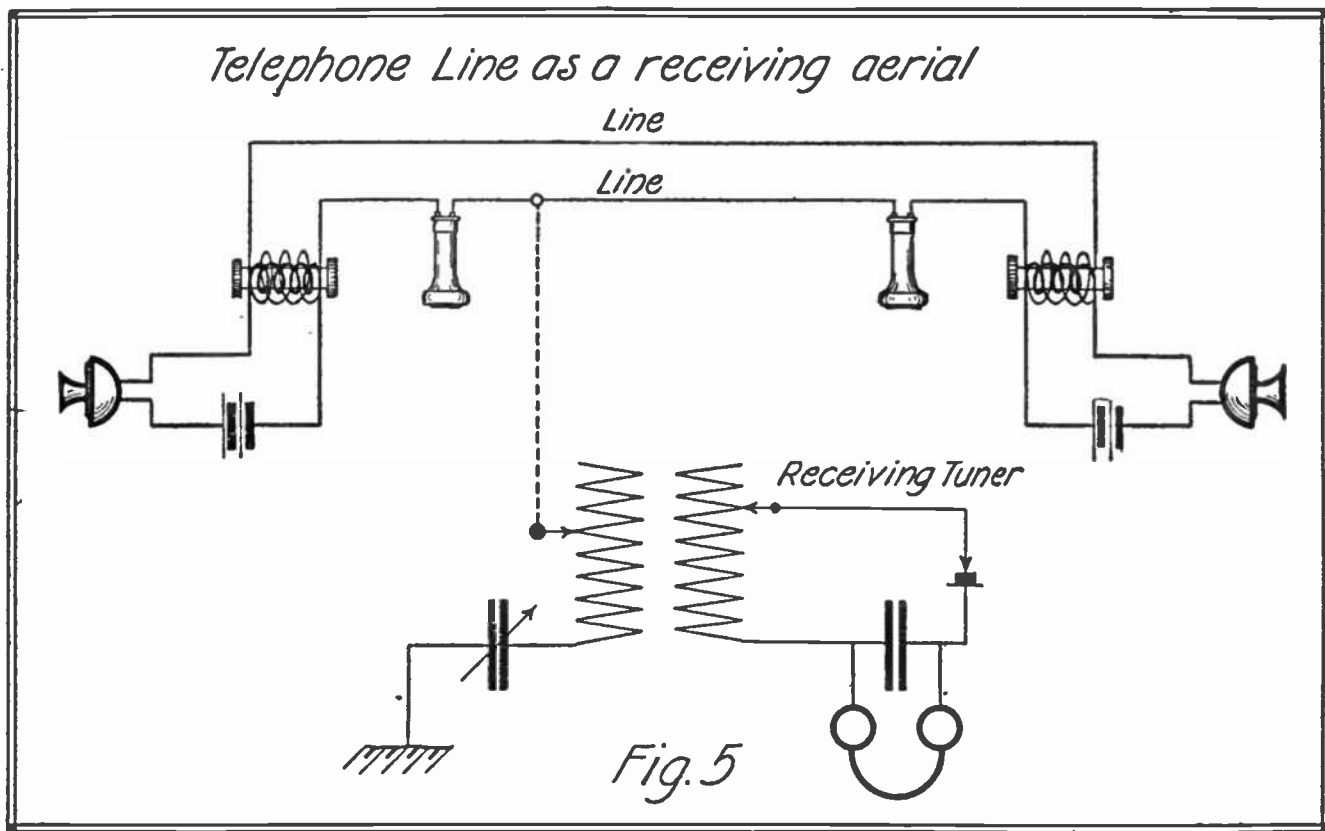 Telephone Line as a receiving aerial
Line
Line
Receiving Tuner
Fig. 5